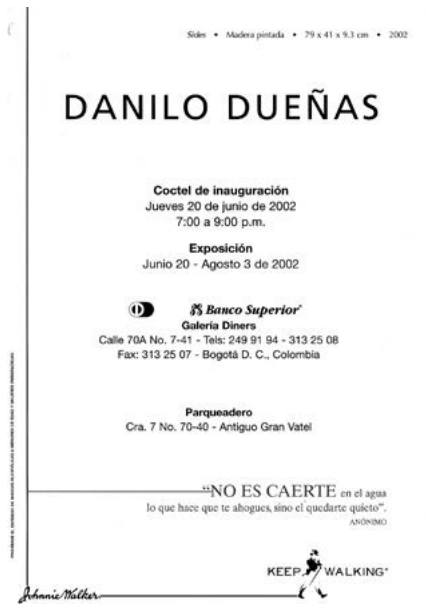 Sides • Madera pintada • 79 x 41 x 9.3 cm • 2002
DANILO DUEÑAS
Coctel de inauguración
Jueves 20 de junio de 2002
7:00 a 9:00 p.m.
Exposición
Junio 20 - Agosto 3 de 2002
Banco Superior
Galería Diners
Calle 70A No. 7-41 - Tels: 249 91 94 - 313 25 08
Fax: 313 25 07 - Bogotá D. C., Colombia
Parqueadero
Cra. 7 No. 70-40 - Antiguo Gran Vatel
“NO ES CAERTE en el agua
lo que hace que te ahogues, sino el quedarte quieto”.
ANÓNIMO
KEEP WALKING
Johnnie Walker